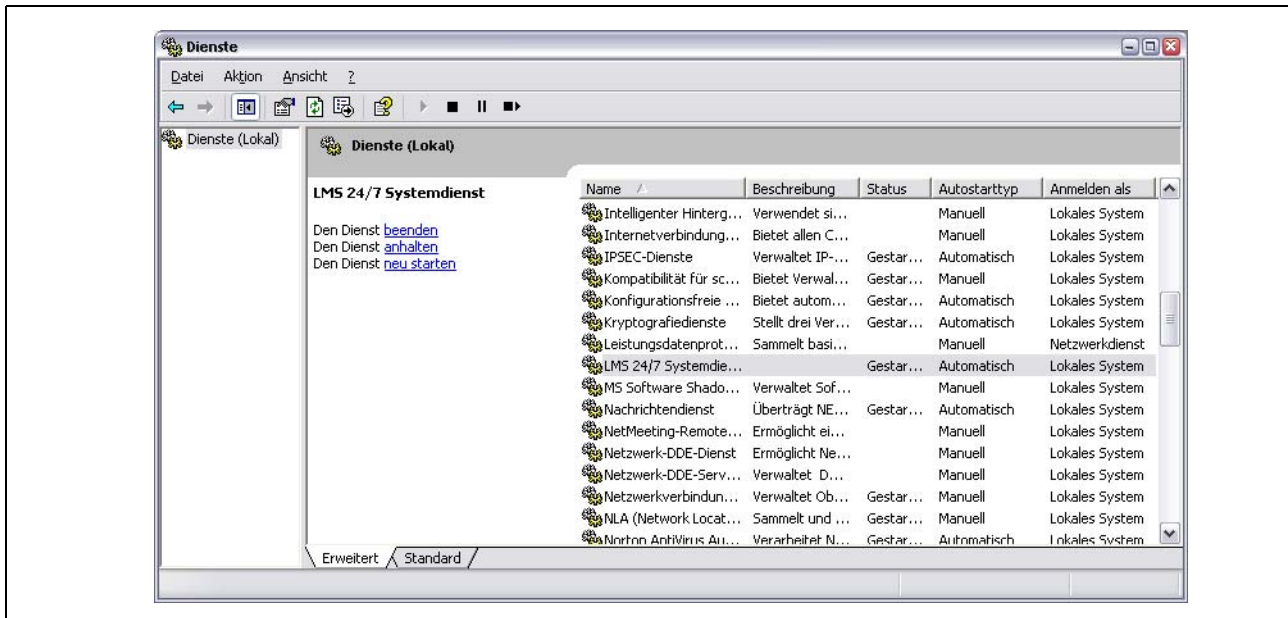 Dienste
Datei Aktion Ansicht ?
Dienste (Lokal)
Dienste (Lokal)
LMS 24/7 Systemdienst
Den Dienst beenden
Den Dienst anhalten
Den Dienst neu starten
Name Beschreibung Status Autostarttyp Anmelden als
Intelligenter Hinterg... Verwendet si... Manuell Lokales System
Internetverbindung... Bietet allen C... Manuell Lokales System
IPSEC-Dienste Verwaltet IP-... Gestar... Automatisch Lokales System
Kompatibilität für sc... Bietet Verwal... Gestar... Manuell Lokales System
Konfigurationsfreie ... Bietet autom... Gestar... Automatisch Lokales System
Kryptografiedienste Stellt drei Ver... Gestar... Automatisch Lokales System
Leistungsdatenprot... Sammelt basi... Manuell Netzwerkdienst
LMS 24/7 Systemdie... Gestar... Automatisch Lokales System
MS Software Shado... Verwaltet Sof... Manuell Lokales System
Nachrichtendienst Überträgt NE... Gestar... Automatisch Lokales System
NetMeeting-Remote... Ermöglicht ei... Manuell Lokales System
Netzwerk-DDE-Dienst Ermöglicht Ne... Manuell Lokales System
Netzwerk-DDE-Serv... Verwaltet D... Manuell Lokales System
Netzwerkverbindun... Verwaltet Ob... Gestar... Manuell Lokales System
NLA (Network Locat... Sammelt und ... Gestar... Manuell Lokales System
Norton AntiVirus Au... Verarbeitet N... Gestar... Automatisch Lokales System
Erweitert Standard